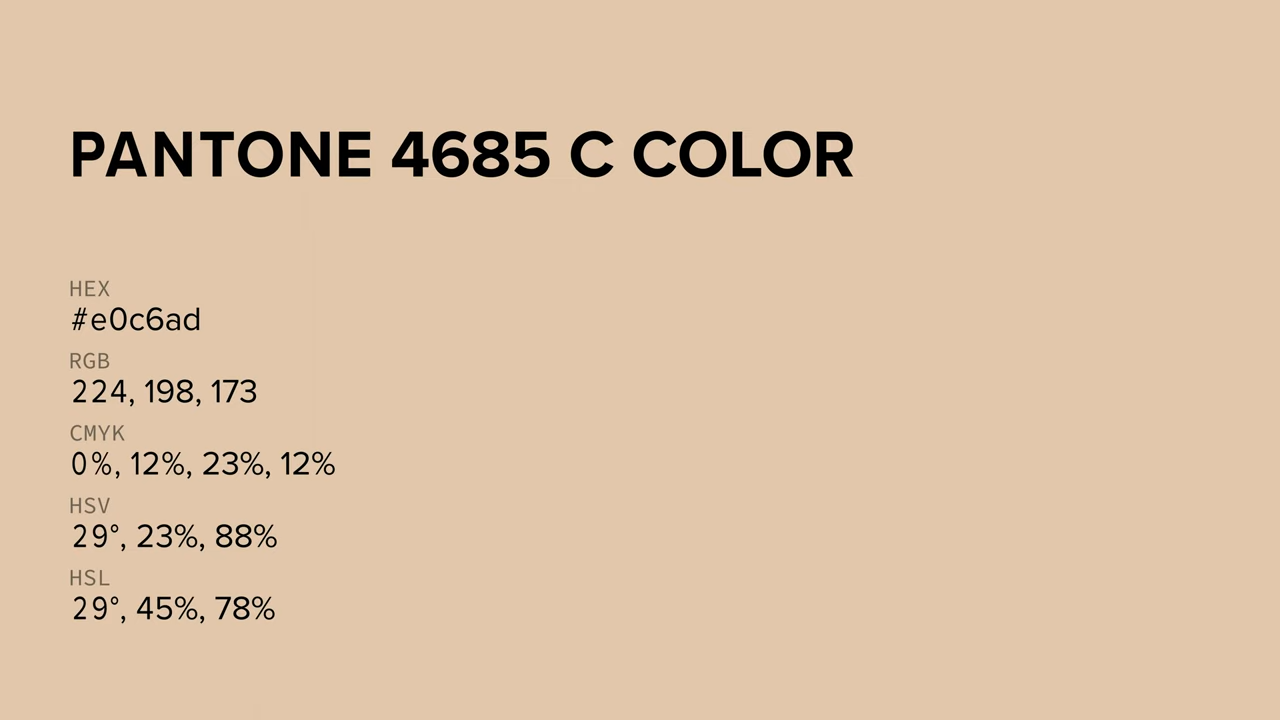 PANTONE 4685 C COLOR
HEX
#e0c6ad
RGB
224, 198, 173
CMYK
0%, 12%, 23%, 12%
HSV
29°, 23%, 88%
HSL
29°, 45%, 78%